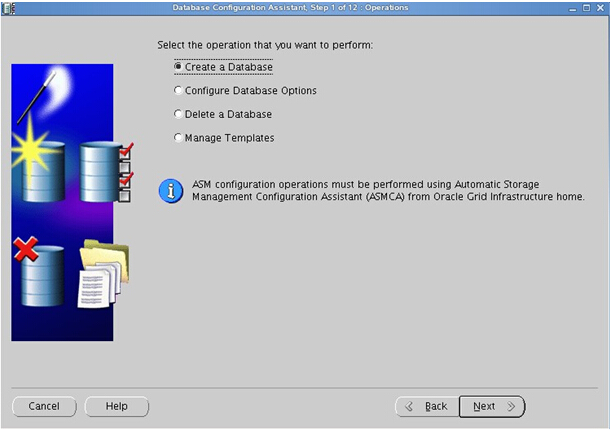 Database Configuration Assistant, Step 1 of 12 : Operations
Select the operation that you want to perform:
Create a Database
Configure Database Options
Delete a Database
Manage Templates
ASM configuration operations must be performed using Automatic Storage
Management Configuration Assistant (ASMCA) from Oracle Grid Infrastructure home.
Cancel
Help
Back
Next